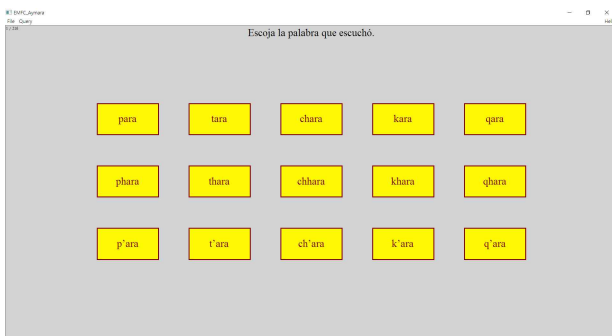 EMFC_Aymara
File Query
Hel
Escoja la palabra que escuchó.
para tara chara kara qara
phara thara chhara khara qhara
p'ara t'ara ch'ara k'ara q'ara